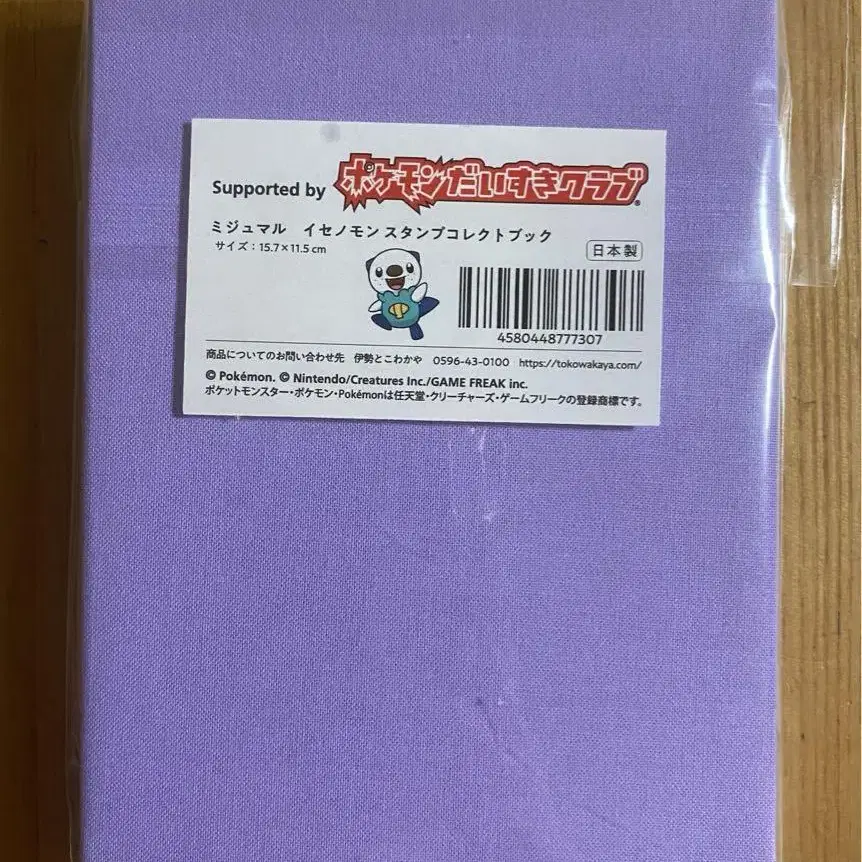 Supported by ポケモンだいすきクラブ®
ミジュマル イセノモン スタンプコレクトブック
サイズ：15.7×11.5cm
日本製
4580448777307
商品についてのお問い合わせ先 伊勢とこわかや 0596-43-0100 https://tokowakaya.com/
© Pokémon. © Nintendo/Creatures Inc./GAME FREAK inc.
ポケットモンスター・ポケモン・Pokémonは任天堂・クリーチャーズ・ゲームフリークの登録商標です。